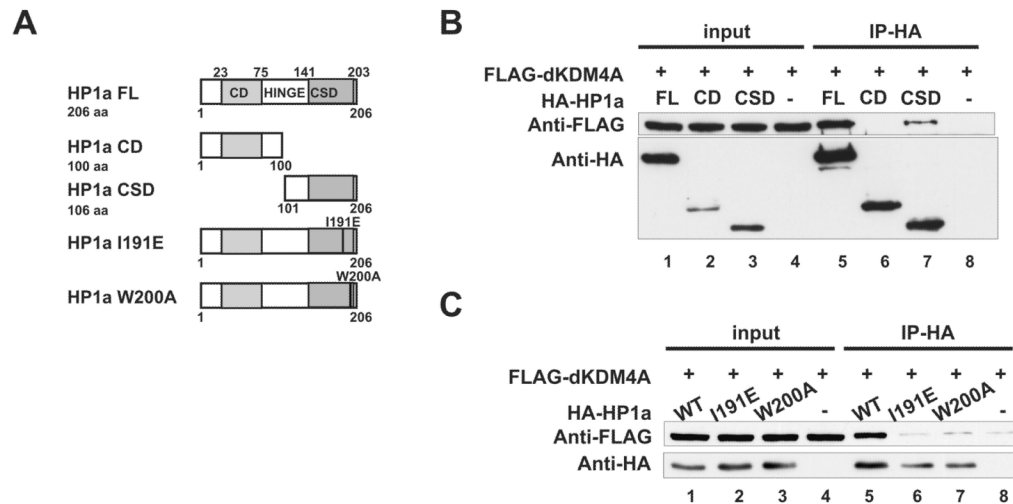 A
23 75 141 203
HP1a FL CD HINGE CSD
206 aa 206
HP1a CD
100 aa 1 100
HP1a CSD
106 aa 101 206
I191E
HP1a I191E
1 206
W200A
HP1a W200A
1 206
B
input IP-HA
FLAG-dKDM4A + + + + + + + +
HA-HP1a FL CD CSD - FL CD CSD -
Anti-FLAG
Anti-HA
1 2 3 4 5 6 7 8
C
input IP-HA
FLAG-dKDM4A + + + + + + + +
HA-HP1a WT I191E W200A - WT I191E W200A -
Anti-FLAG
Anti-HA
1 2 3 4 5 6 7 8